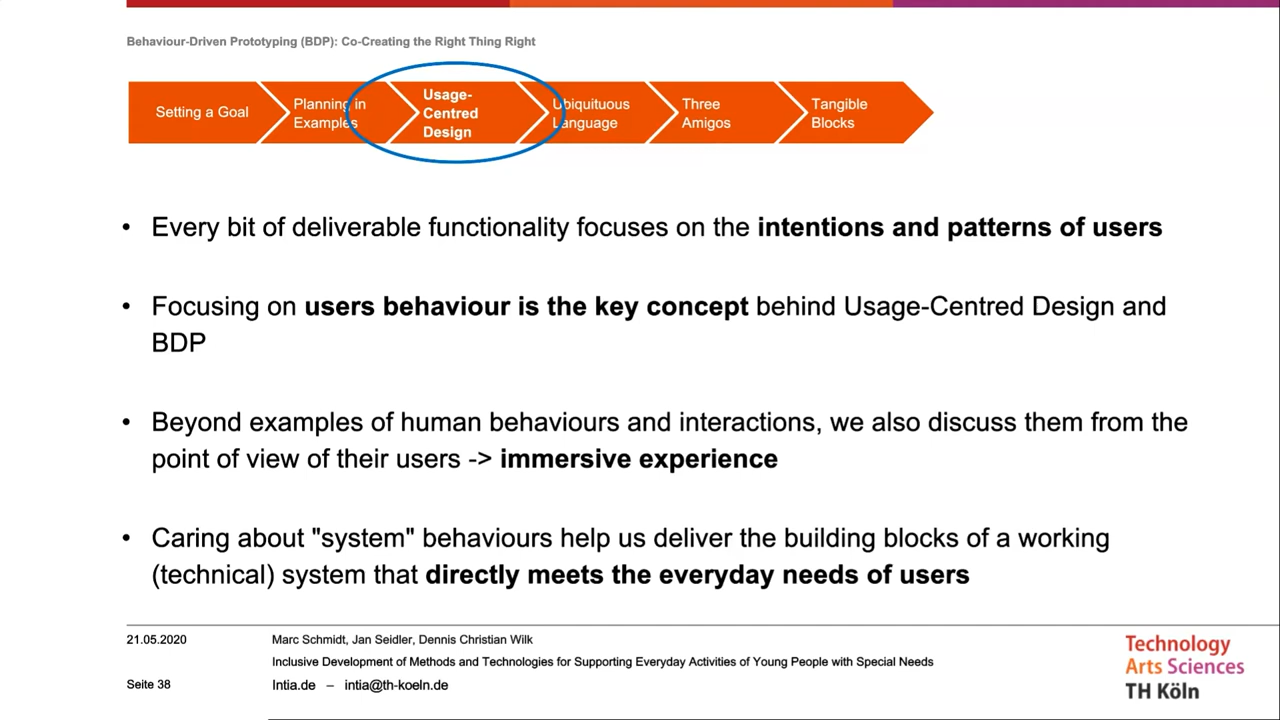 Behaviour-Driven Prototyping (BDP): Co-Creating the Right Thing Right
Setting a Goal
Planning in
Examples
Usage-
Centred
Design
Ubiquituous
Language
Three
Amigos
Tangible
Blocks
• Every bit of deliverable functionality focuses on the intentions and patterns of users
• Focusing on users behaviour is the key concept behind Usage-Centred Design and
BDP
• Beyond examples of human behaviours and interactions, we also discuss them from the
point of view of their users -> immersive experience
• Caring about "system" behaviours help us deliver the building blocks of a working
(technical) system that directly meets the everyday needs of users
21.05.2020
Marc Schmidt, Jan Seidler, Dennis Christian Wilk
Inclusive Development of Methods and Technologies for Supporting Everyday Activities of Young People with Special Needs
Seite 38
Intia.de – intia@th-koeln.de
Technology
Arts Sciences
TH Köln